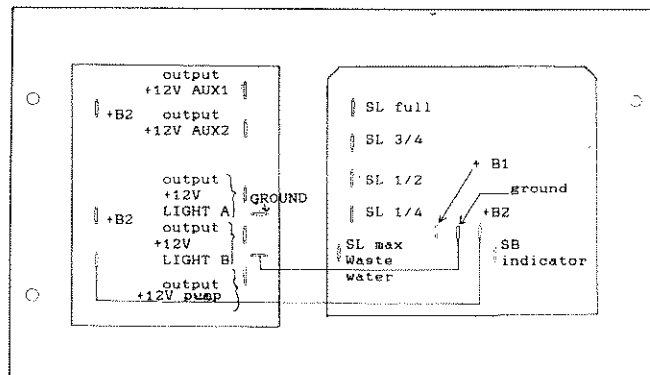 output
+12V AUX1
+B2
output
+12V AUX2
output
+12V
LIGHT A
GROUND
+B2
output
+12V
LIGHT B
output
+12V pump
SL full
SL 3/4
SL 1/2
SL 1/4
SL max
Waste
water
+ B1
ground
+B2
SB
indicator